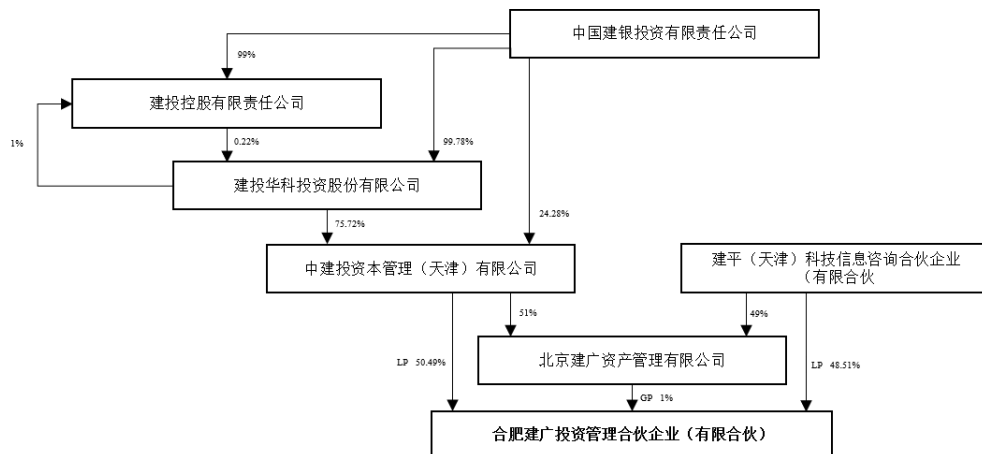 中国建银投资有限责任公司
99%
建投控股有限责任公司
1%
0.22%
99.78%
建投华科投资股份有限公司
75.72%
24.28%
中建投资本管理（天津）有限公司
建平（天津）科技信息咨询合伙企业
（有限合伙
51%
49%
LP 50.49%
北京建广资产管理有限公司
LP 48.51%
GP 1%
合肥建广投资管理合伙企业（有限合伙）